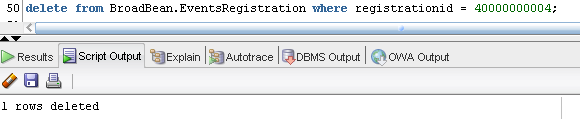 50 delete from BroadBean.EventsRegistration where registrationid = 40000000004;
Results Script Output Explain Autotrace DBMS Output OWA Output
1 rows deleted